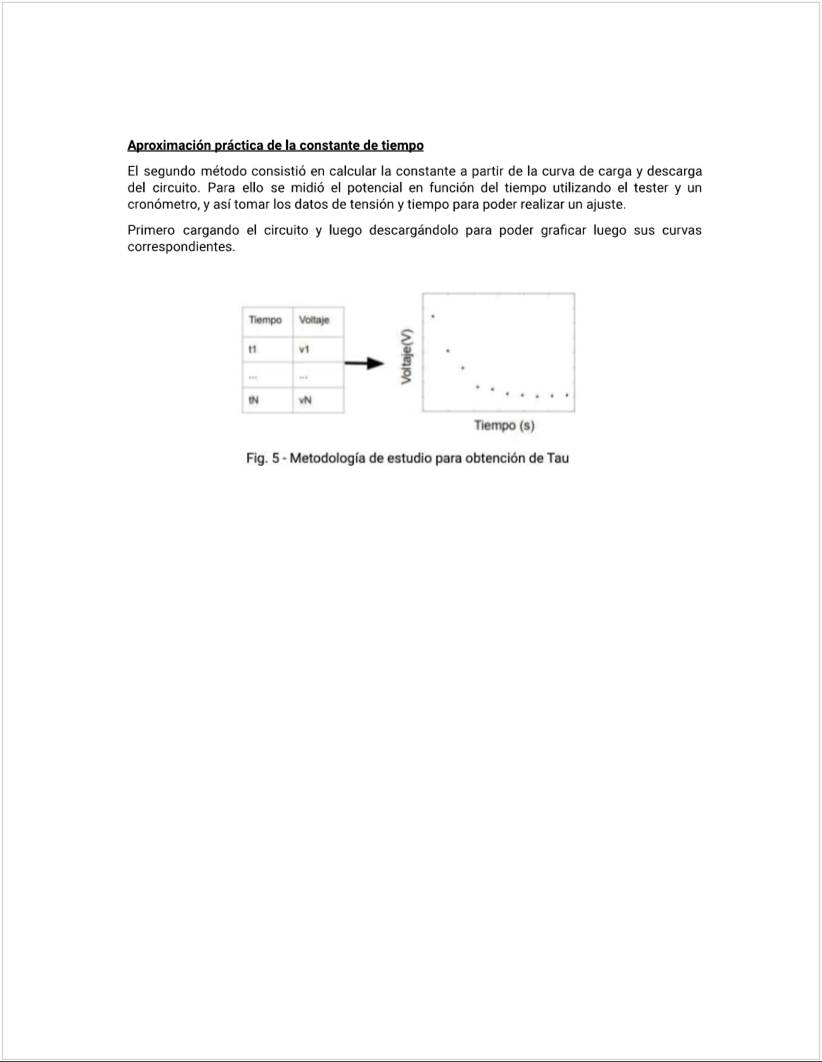 Aproximación práctica de la constante de tiempo
El segundo método consistió en calcular la constante a partir de la curva de carga y descarga
del circuito. Para ello se midió el potencial en función del tiempo utilizando el tester y un
cronómetro, y así tomar los datos de tensión y tiempo para poder realizar un ajuste.
Primero cargando el circuito y luego descargándolo para poder graficar luego sus curvas
correspondientes.
Tiempo Voltaje
t1 v1
... ...
tN vN
Voltaje(V)
Tiempo (s)
Fig. 5 - Metodología de estudio para obtención de Tau